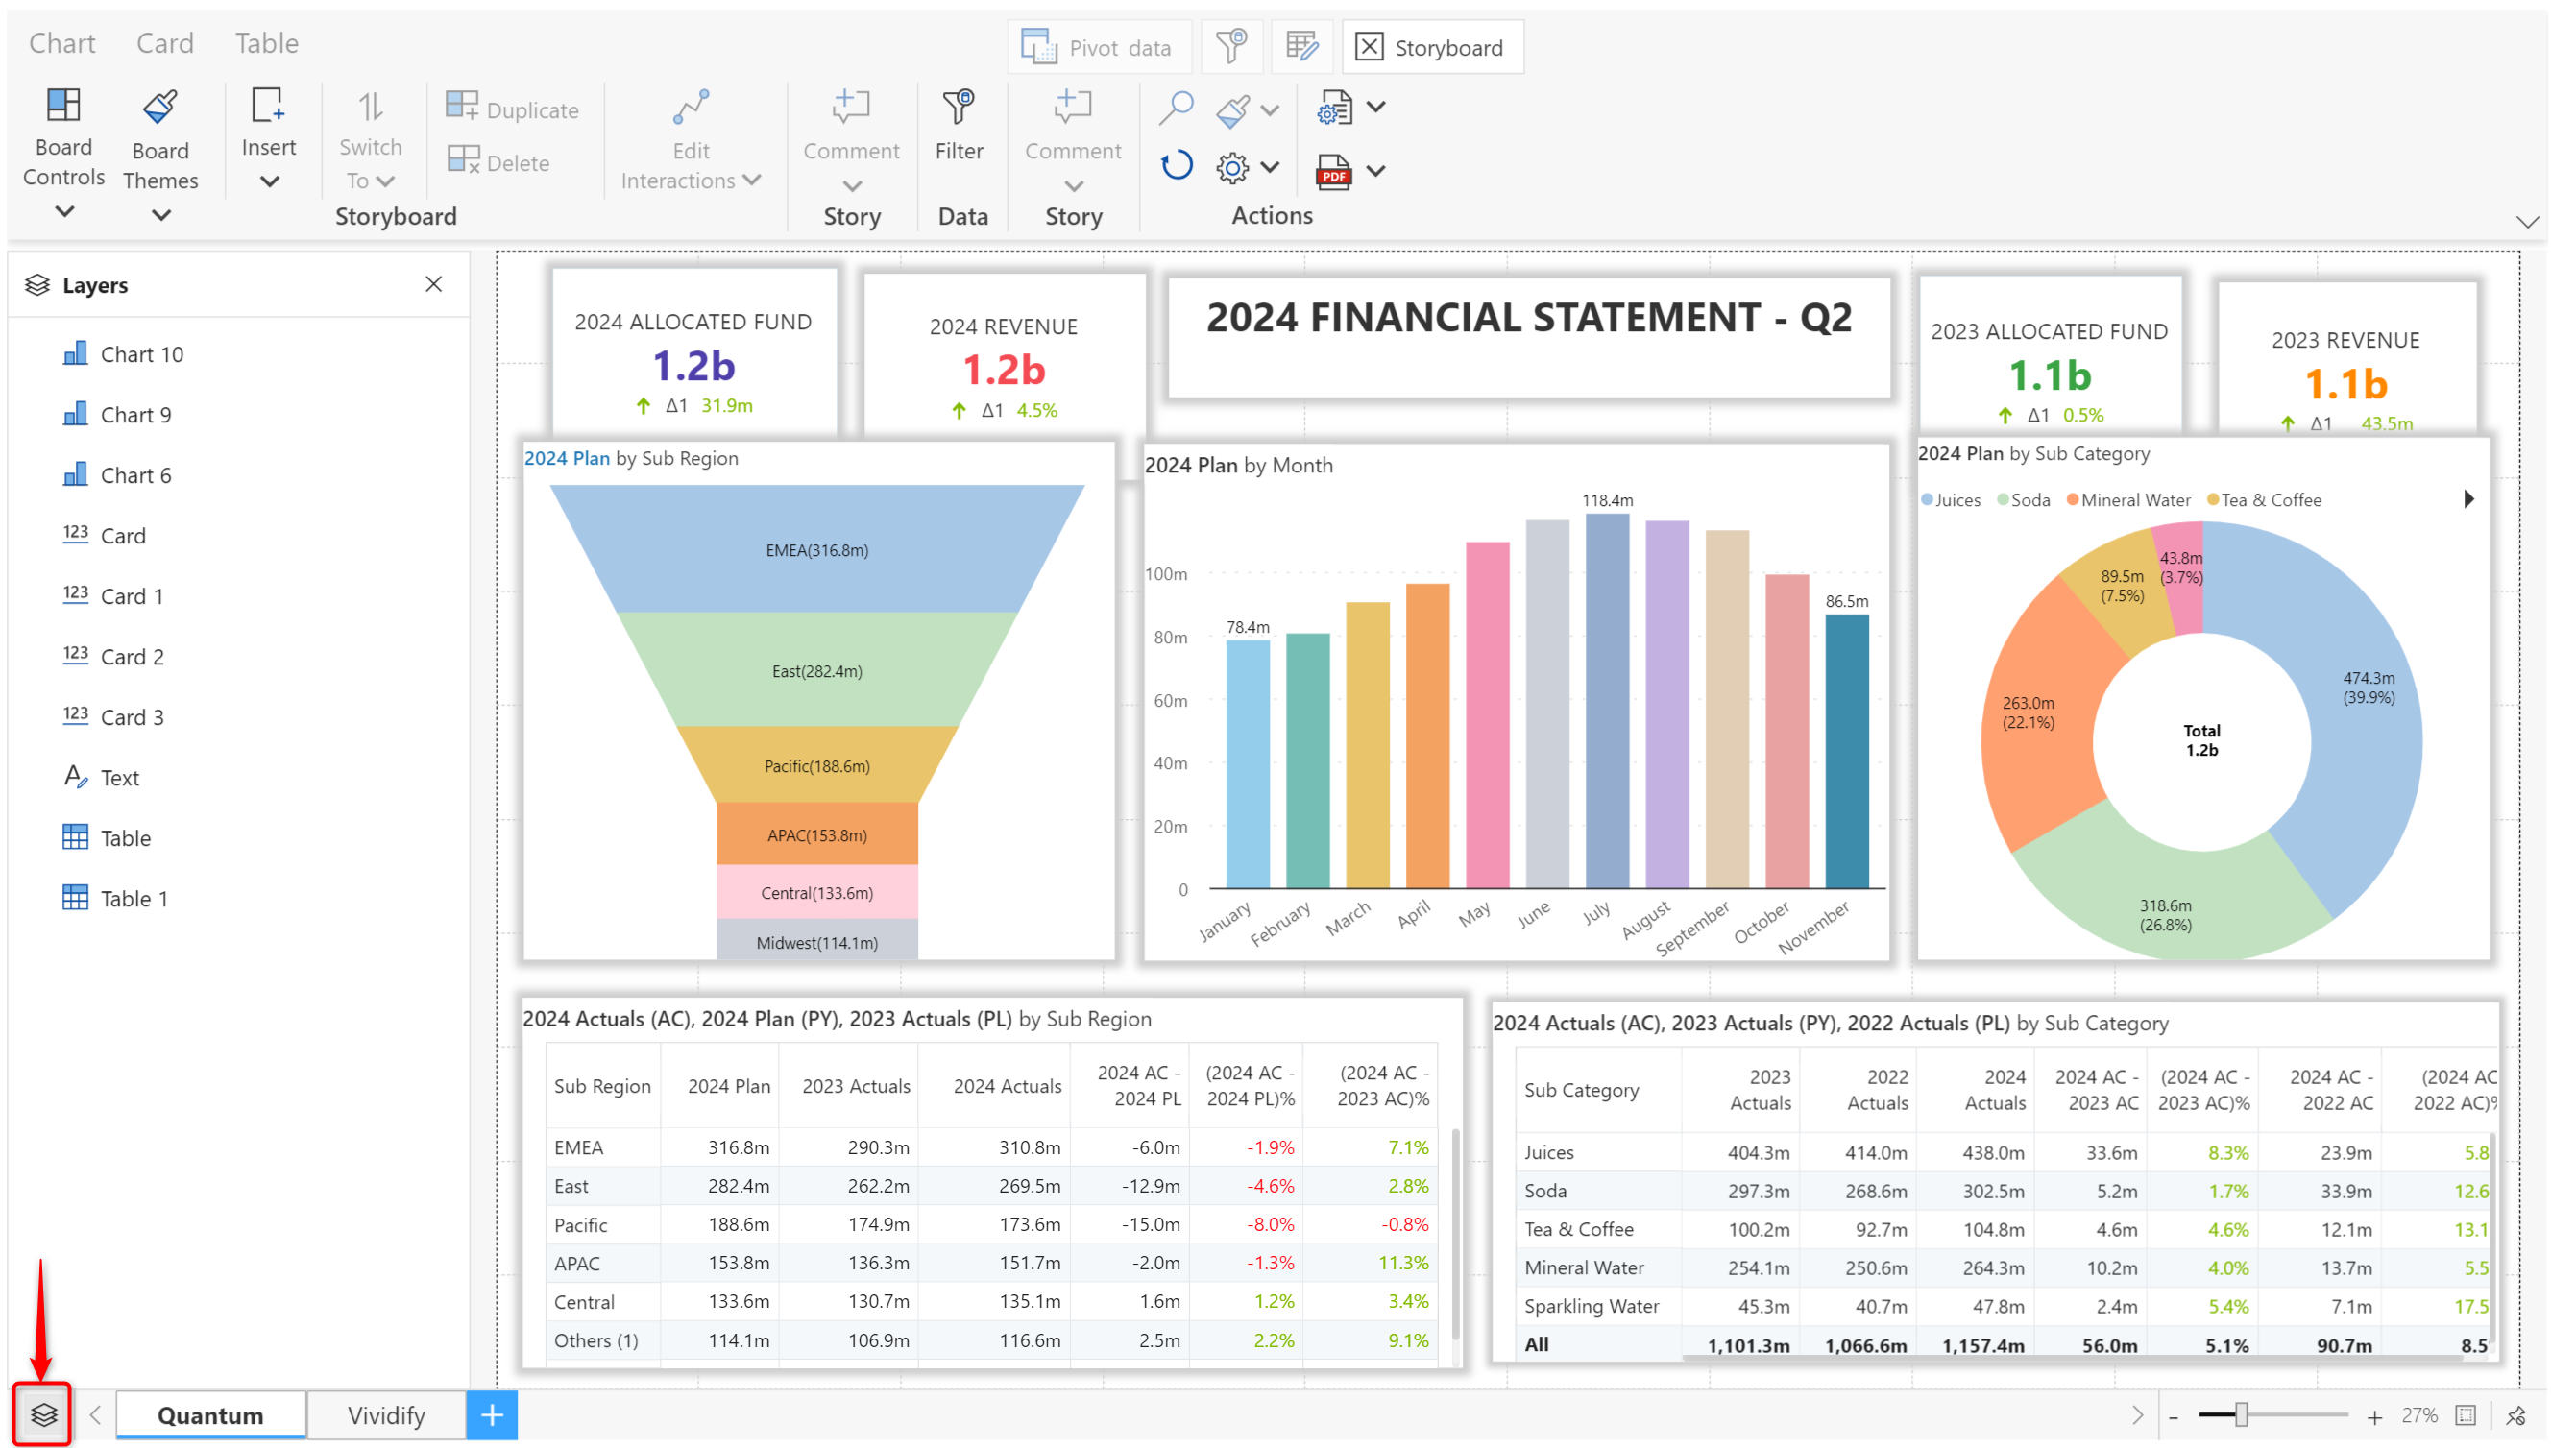 Chart Card Table
Pivot data
Storyboard
Board Controls
Board Themes
Insert
Switch To
Duplicate
Delete
Edit Interactions
Comment
Filter
Comment
PDF
Storyboard
Story
Data
Story
Actions
Layers
Chart 10
Chart 9
Chart 6
123 Card
123 Card 1
123 Card 2
123 Card 3
Text
Table
Table 1
2024 ALLOCATED FUND
1.2b
Δ1 31.9m
2024 REVENUE
1.2b
Δ1 4.5%
2024 FINANCIAL STATEMENT - Q2
2023 ALLOCATED FUND
1.1b
Δ1 0.5%
2023 REVENUE
1.1b
Δ1 43.5m
2024 Plan by Sub Region
EMEA(316.8m)
East(282.4m)
Pacific(188.6m)
APAC(153.8m)
Central(133.6m)
Midwest(114.1m)
2024 Plan by Month
118.4m
100m
86.5m
78.4m
80m
60m
40m
20m
0
January February March April May June July August September October November
2024 Plan by Sub Category
Juices Soda Mineral Water Tea & Coffee
43.8m
(3.7%)
89.5m
(7.5%)
474.3m
(39.9%)
263.0m
(22.1%)
Total
1.2b
318.6m
(26.8%)
2024 Actuals (AC), 2024 Plan (PY), 2023 Actuals (PL) by Sub Region
Sub Region 2024 Plan 2023 Actuals 2024 Actuals 2024 AC - 2024 PL (2024 AC - 2024 PL)% (2024 AC - 2023 AC)%
EMEA 316.8m 290.3m 310.8m -6.0m -1.9% 7.1%
East 282.4m 262.2m 269.5m -12.9m -4.6% 2.8%
Pacific 188.6m 174.9m 173.6m -15.0m -8.0% -0.8%
APAC 153.8m 136.3m 151.7m -2.0m -1.3% 11.3%
Central 133.6m 130.7m 135.1m 1.6m 1.2% 3.4%
Others (1) 114.1m 106.9m 116.6m 2.5m 2.2% 9.1%
2024 Actuals (AC), 2023 Actuals (PY), 2022 Actuals (PL) by Sub Category
Sub Category 2023 Actuals 2022 Actuals 2024 Actuals 2024 AC - 2023 AC (2024 AC - 2023 AC)% 2024 AC - 2022 AC (2024 AC 2022 AC)%
Juices 404.3m 414.0m 438.0m 33.6m 8.3% 23.9m 5.8
Soda 297.3m 268.6m 302.5m 5.2m 1.7% 33.9m 12.6
Tea & Coffee 100.2m 92.7m 104.8m 4.6m 4.6% 12.1m 13.1
Mineral Water 254.1m 250.6m 264.3m 10.2m 4.0% 13.7m 5.5
Sparkling Water 45.3m 40.7m 47.8m 2.4m 5.4% 7.1m 17.5
All 1,101.3m 1,066.6m 1,157.4m 56.0m 5.1% 90.7m 8.5
Quantum Vividify +
- + 27%